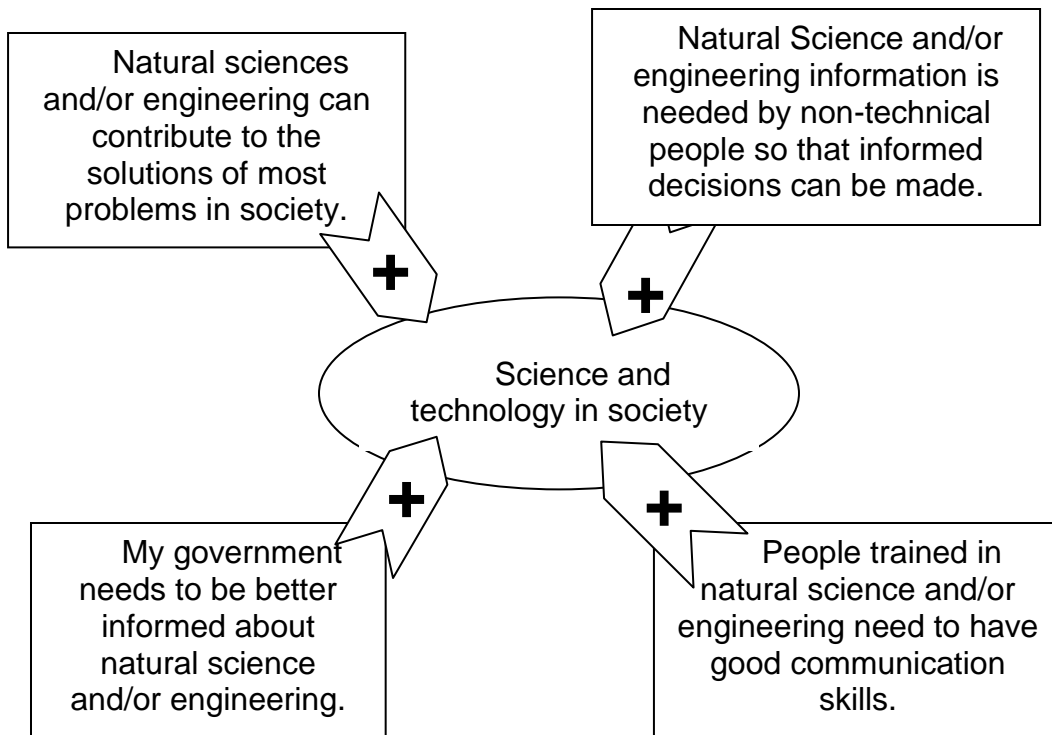 Natural sciences
and/or engineering can
contribute to the
solutions of most
problems in society.
Natural Science and/or
engineering information is
needed by non-technical
people so that informed
decisions can be made.
+
+
Science and
technology in society
+
+
My government
needs to be better
informed about
natural science
and/or engineering.
People trained in
natural science and/or
engineering need to have
good communication
skills.